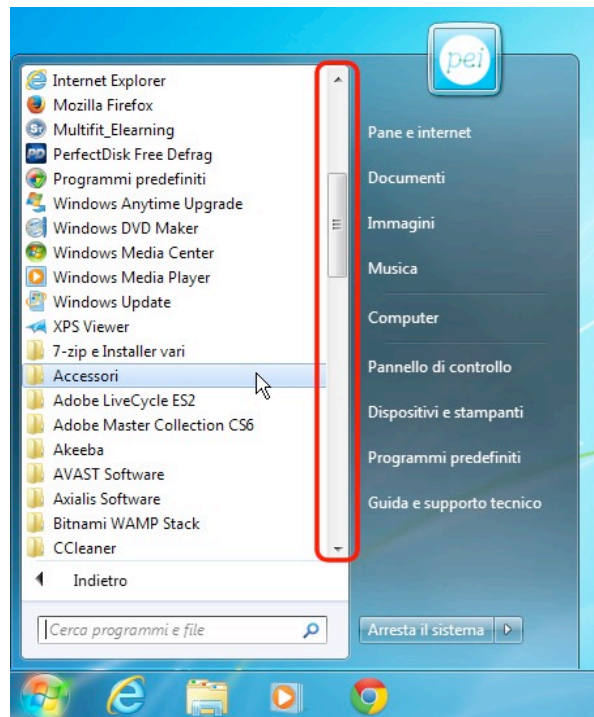 pei
Internet Explorer
Mozilla Firefox
Multifit_Elearning
PerfectDisk Free Defrag
Programmi predefiniti
Windows Anytime Upgrade
Windows DVD Maker
Windows Media Center
Windows Media Player
Windows Update
XPS Viewer
7-zip e Installer vari
Accessori
Adobe LiveCycle ES2
Adobe Master Collection CS6
Akeeba
AVAST Software
Axialis Software
Bitnami WAMP Stack
CCleaner
Indietro
Cerca programmi e file
Pane e internet
Documenti
Immagini
Musica
Computer
Pannello di controllo
Dispositivi e stampanti
Programmi predefiniti
Guida e supporto tecnico
Arresta il sistema